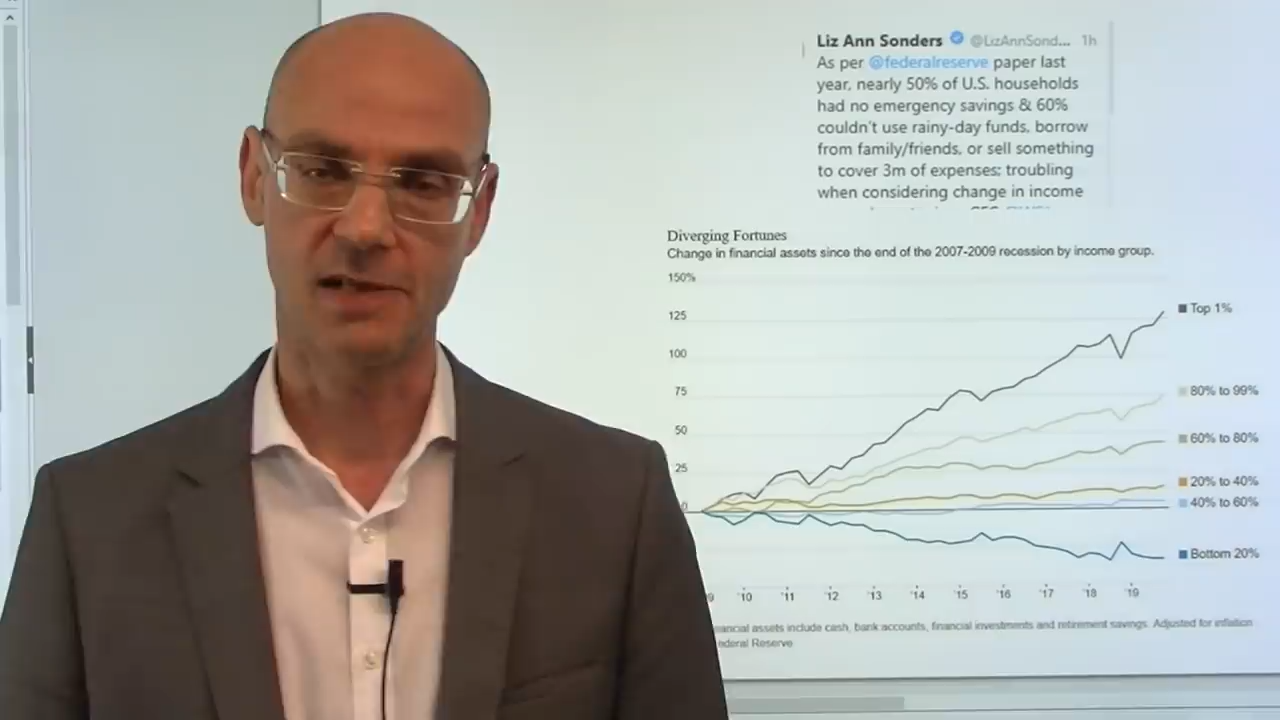 Liz Ann Sonders @LizAnnSond... 1h
As per @federalreserve paper last
year, nearly 50% of U.S. households
had no emergency savings & 60%
couldn't use rainy-day funds, borrow
from family/friends, or sell something
to cover 3m of expenses; troubling
when considering change in income
Diverging Fortunes
Change in financial assets since the end of the 2007-2009 recession by income group.
150%
125
Top 1%
100
75
80% to 99%
50
60% to 80%
25
20% to 40%
40% to 60%
0
Bottom 20%
9 '10 '11 '12 '13 '14 '15 '16 '17 '18 '19
ancial assets include cash, bank accounts, financial investments and retirement savings. Adjusted for inflation
ederal Reserve